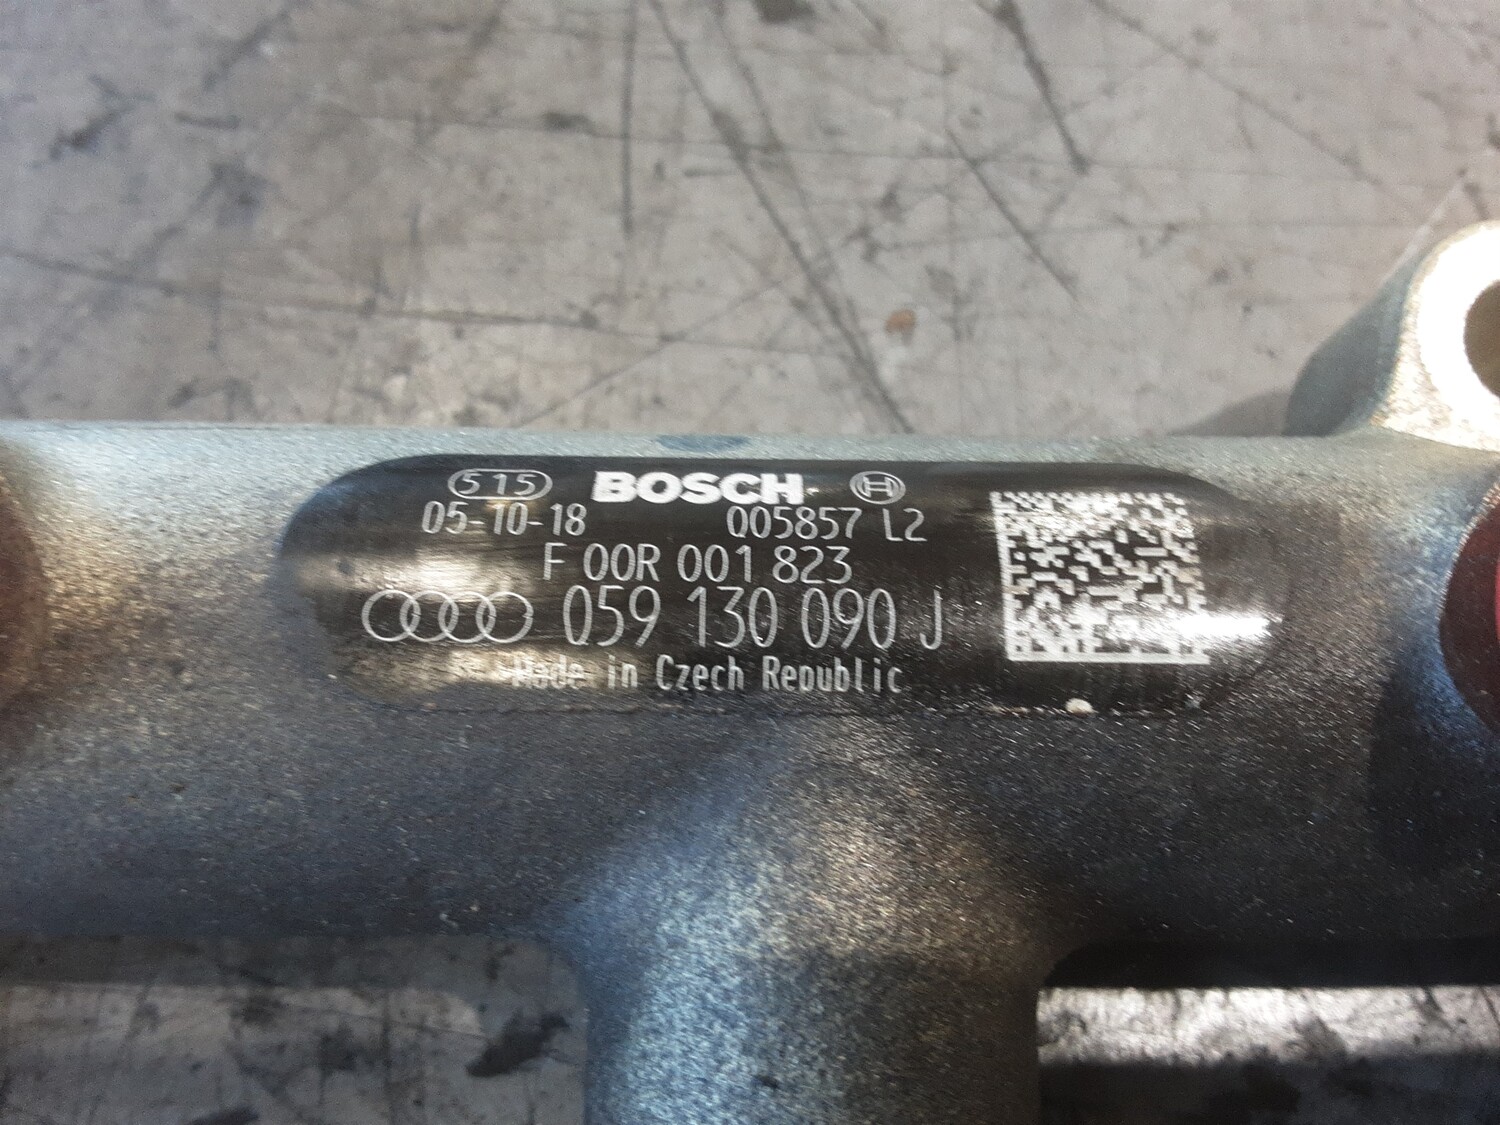 515 BOSCH
05-10-18 005857 L2
F 00R 001 823
059 130 090 J
Made in Czech Republic